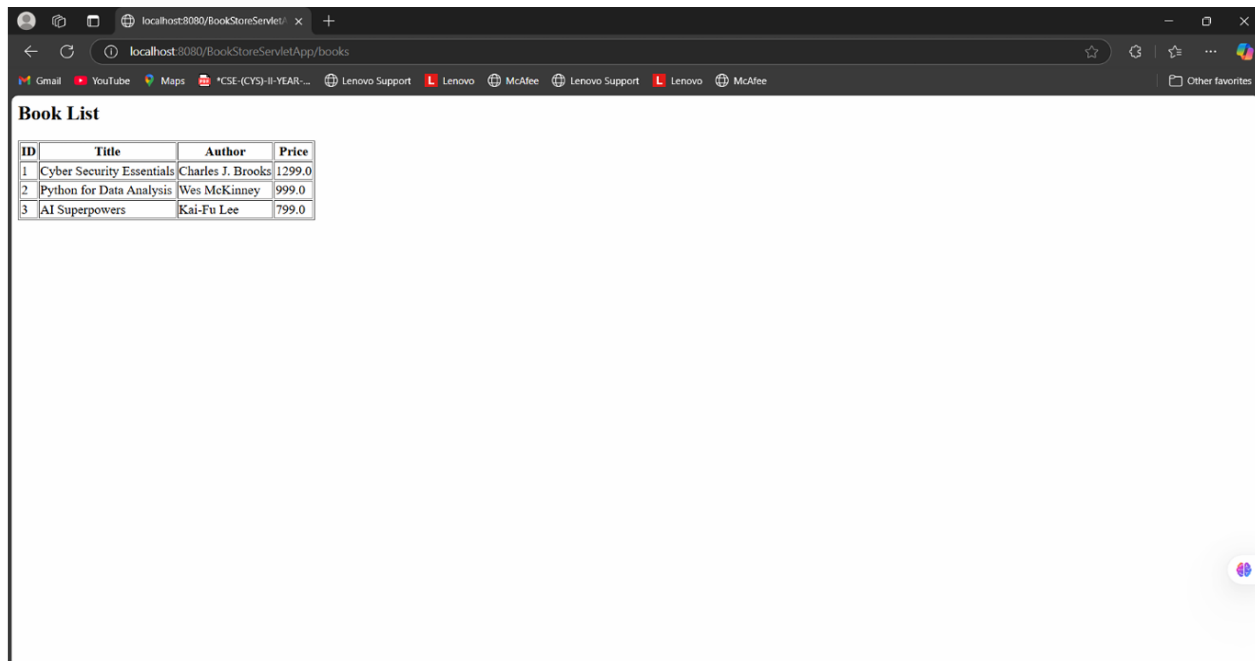 localhost:8080/BookStoreServletA
localhost:8080/BookStoreServletApp/books
Gmail YouTube Maps *CSE-(CYS)-II-YEAR-... Lenovo Support L Lenovo McAfee Lenovo Support L Lenovo McAfee Other favorites
Book List
ID Title Author Price
1 Cyber Security Essentials Charles J. Brooks 1299.0
2 Python for Data Analysis Wes McKinney 999.0
3 AI Superpowers Kai-Fu Lee 799.0